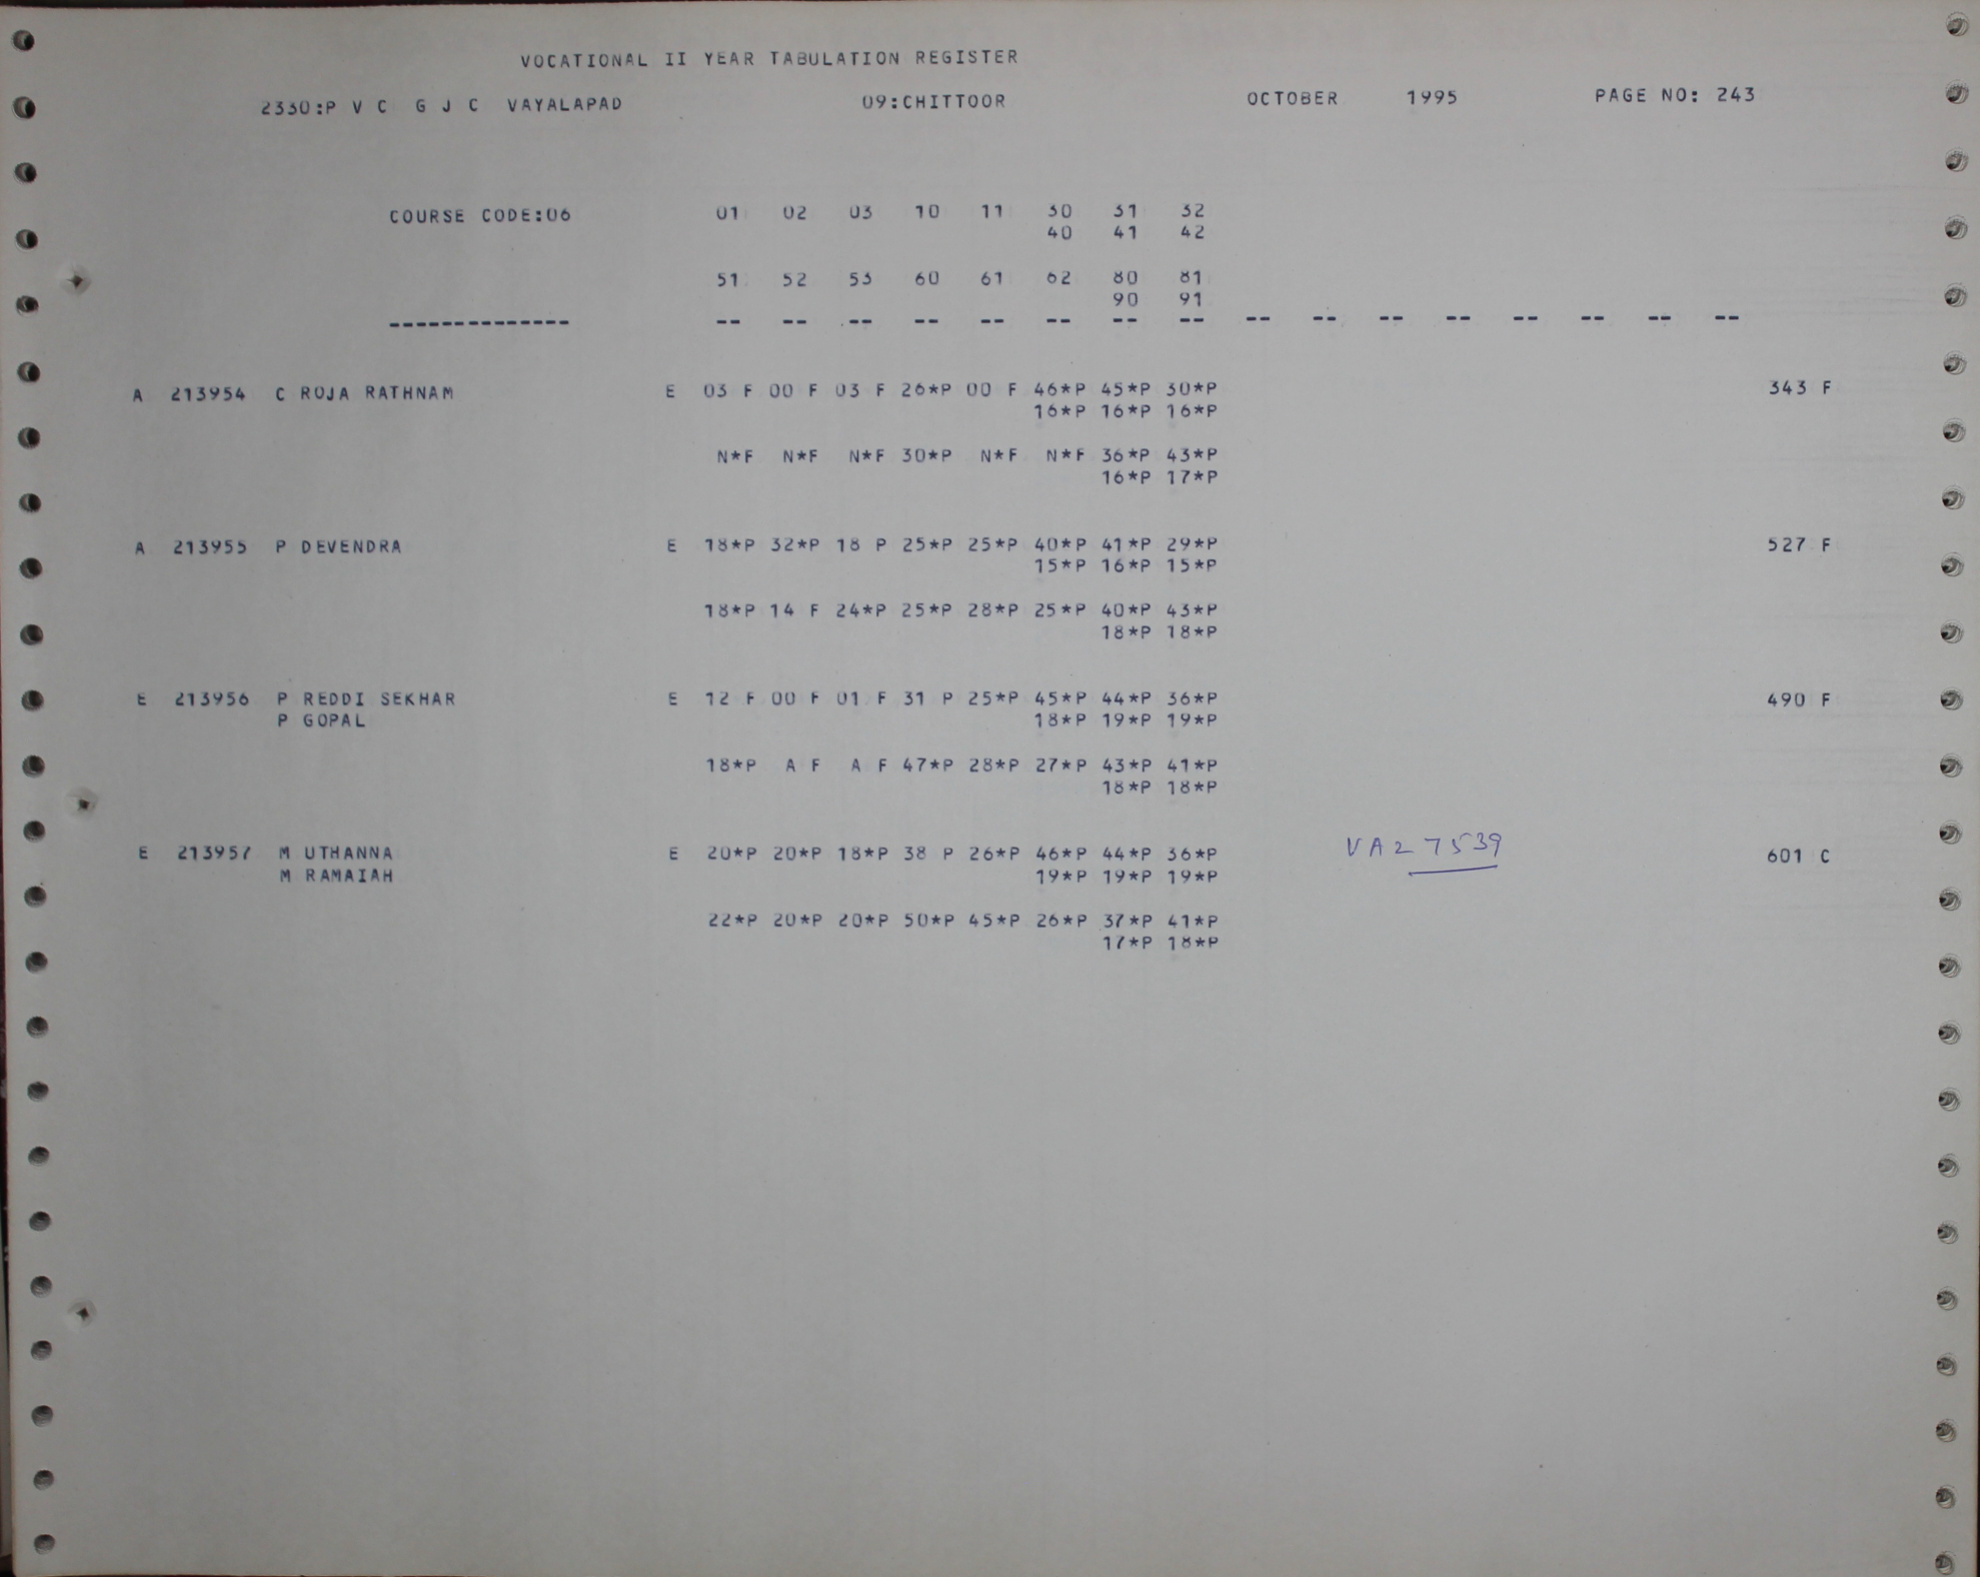 VOCATIONAL II YEAR TABULATION REGISTER
2330:P V C G J C VAYALAPAD 09:CHITTOOR OCTOBER 1995 PAGE NO: 243
COURSE CODE:06 01 02 03 10 11 30 31 32
40 41 42
51 52 53 60 61 62 80 81
90 91
-------------- -- -- -- -- -- -- -- -- -- -- -- -- -- -- -- --
A 213954 C ROJA RATHNAM E 03 F 00 F 03 F 26*P 00 F 46*P 45*P 30*P 343 F
16*P 16*P 16*P
N*F N*F N*F 30*P N*F N*F 36*P 43*P
16*P 17*P
A 213955 P DEVENDRA E 18*P 32*P 18 P 25*P 25*P 40*P 41*P 29*P 527 F
15*P 16*P 15*P
18*P 14 F 24*P 25*P 28*P 25*P 40*P 43*P
18*P 18*P
E 213956 P REDDI SEKHAR E 12 F 00 F 01 F 31 P 25*P 45*P 44*P 36*P 490 F
P GOPAL 18*P 19*P 19*P
18*P A F A F 47*P 28*P 27*P 43*P 41*P
18*P 18*P
E 213957 M UTHANNA E 20*P 20*P 18*P 38 P 26*P 46*P 44*P 36*P VA27539 601 C
M RAMAIAH 19*P 19*P 19*P
22*P 20*P 20*P 50*P 45*P 26*P 37*P 41*P
17*P 18*P